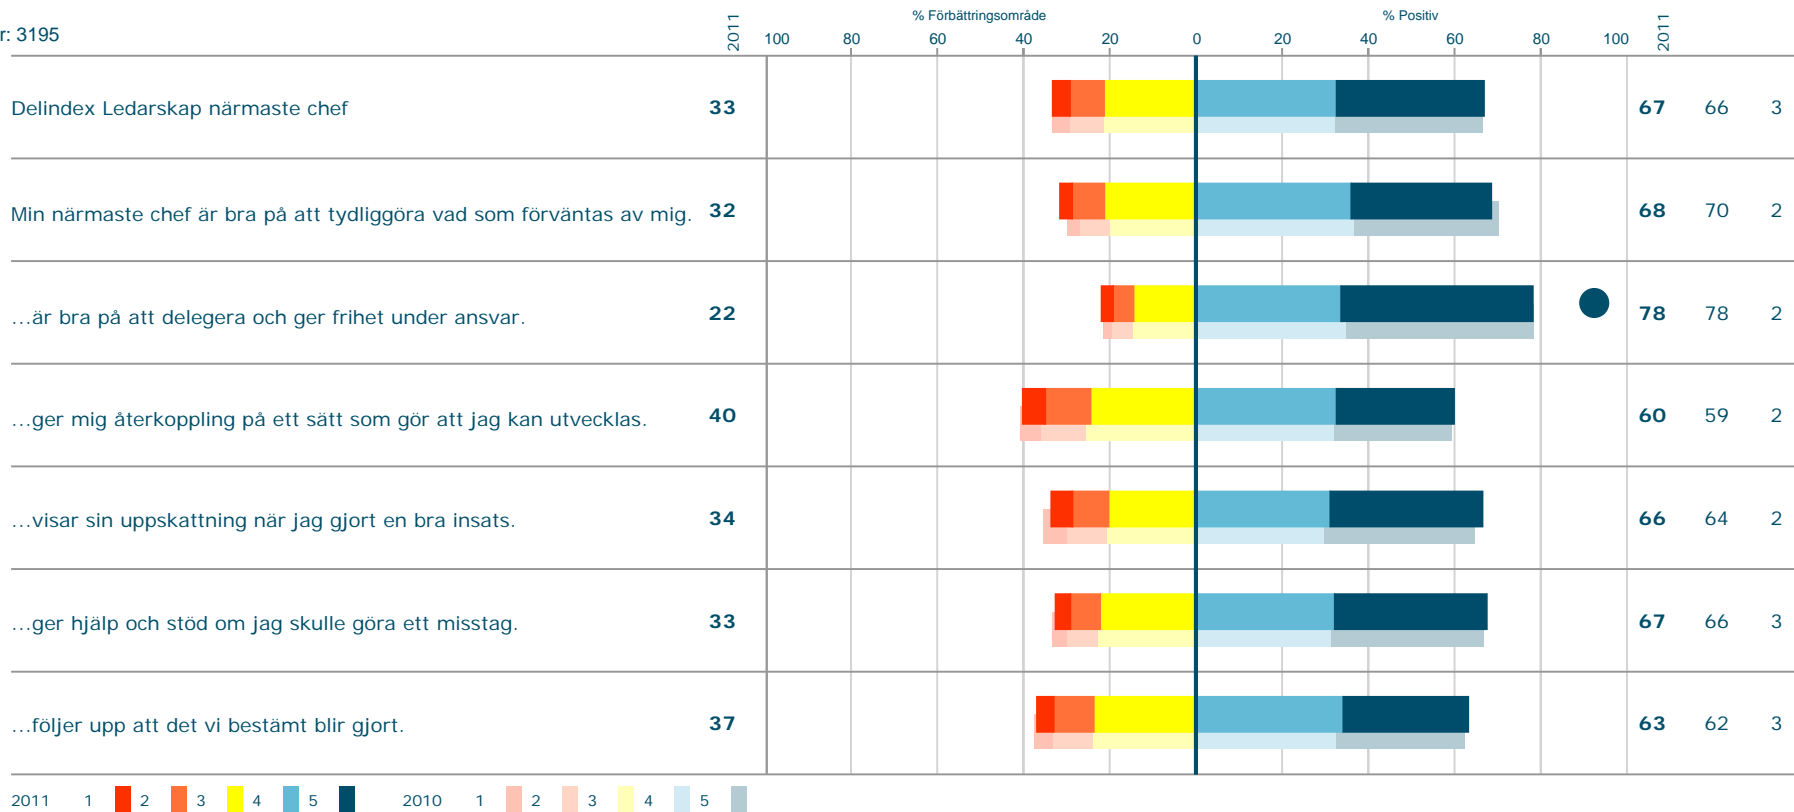 % Förbättringsområde % Positiv
r: 3195 2011 100 80 60 40 20 0 20 40 60 80 100 2011
Delindex Ledarskap närmaste chef 33 67 66 3
Min närmaste chef är bra på att tydliggöra vad som förväntas av mig. 32 68 70 2
...är bra på att delegera och ger frihet under ansvar. 22 78 78 2
...ger mig återkoppling på ett sätt som gör att jag kan utvecklas. 40 60 59 2
...visar sin uppskattning när jag gjort en bra insats. 34 66 64 2
...ger hjälp och stöd om jag skulle göra ett misstag. 33 67 66 3
...följer upp att det vi bestämt blir gjort. 37 63 62 3
2011 1 2 3 4 5 2010 1 2 3 4 5